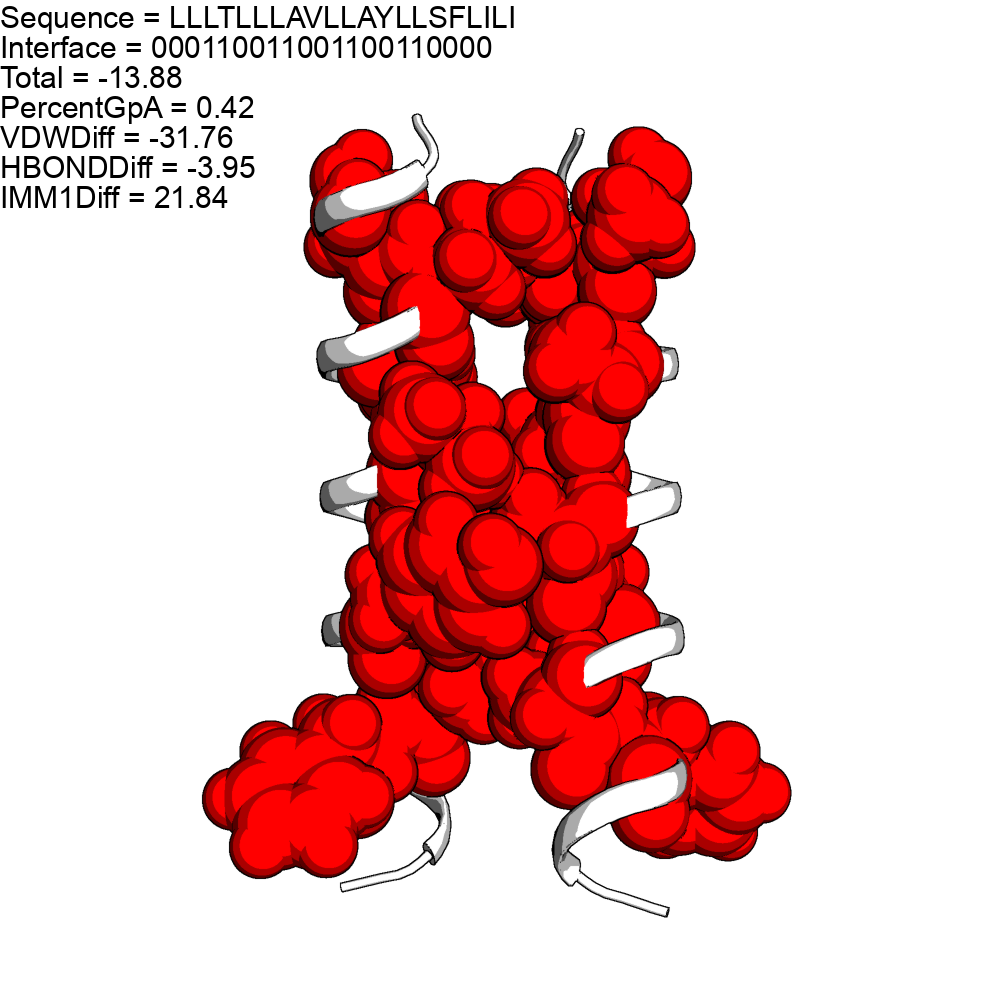 Sequence = LLLTLLLAVLLAYLLSFLILI
Interface = 000110011001100110000
Total = -13.88
PercentGpA = 0.42
VDWDiff = -31.76
HBONDDiff = -3.95
IMM1Diff = 21.84